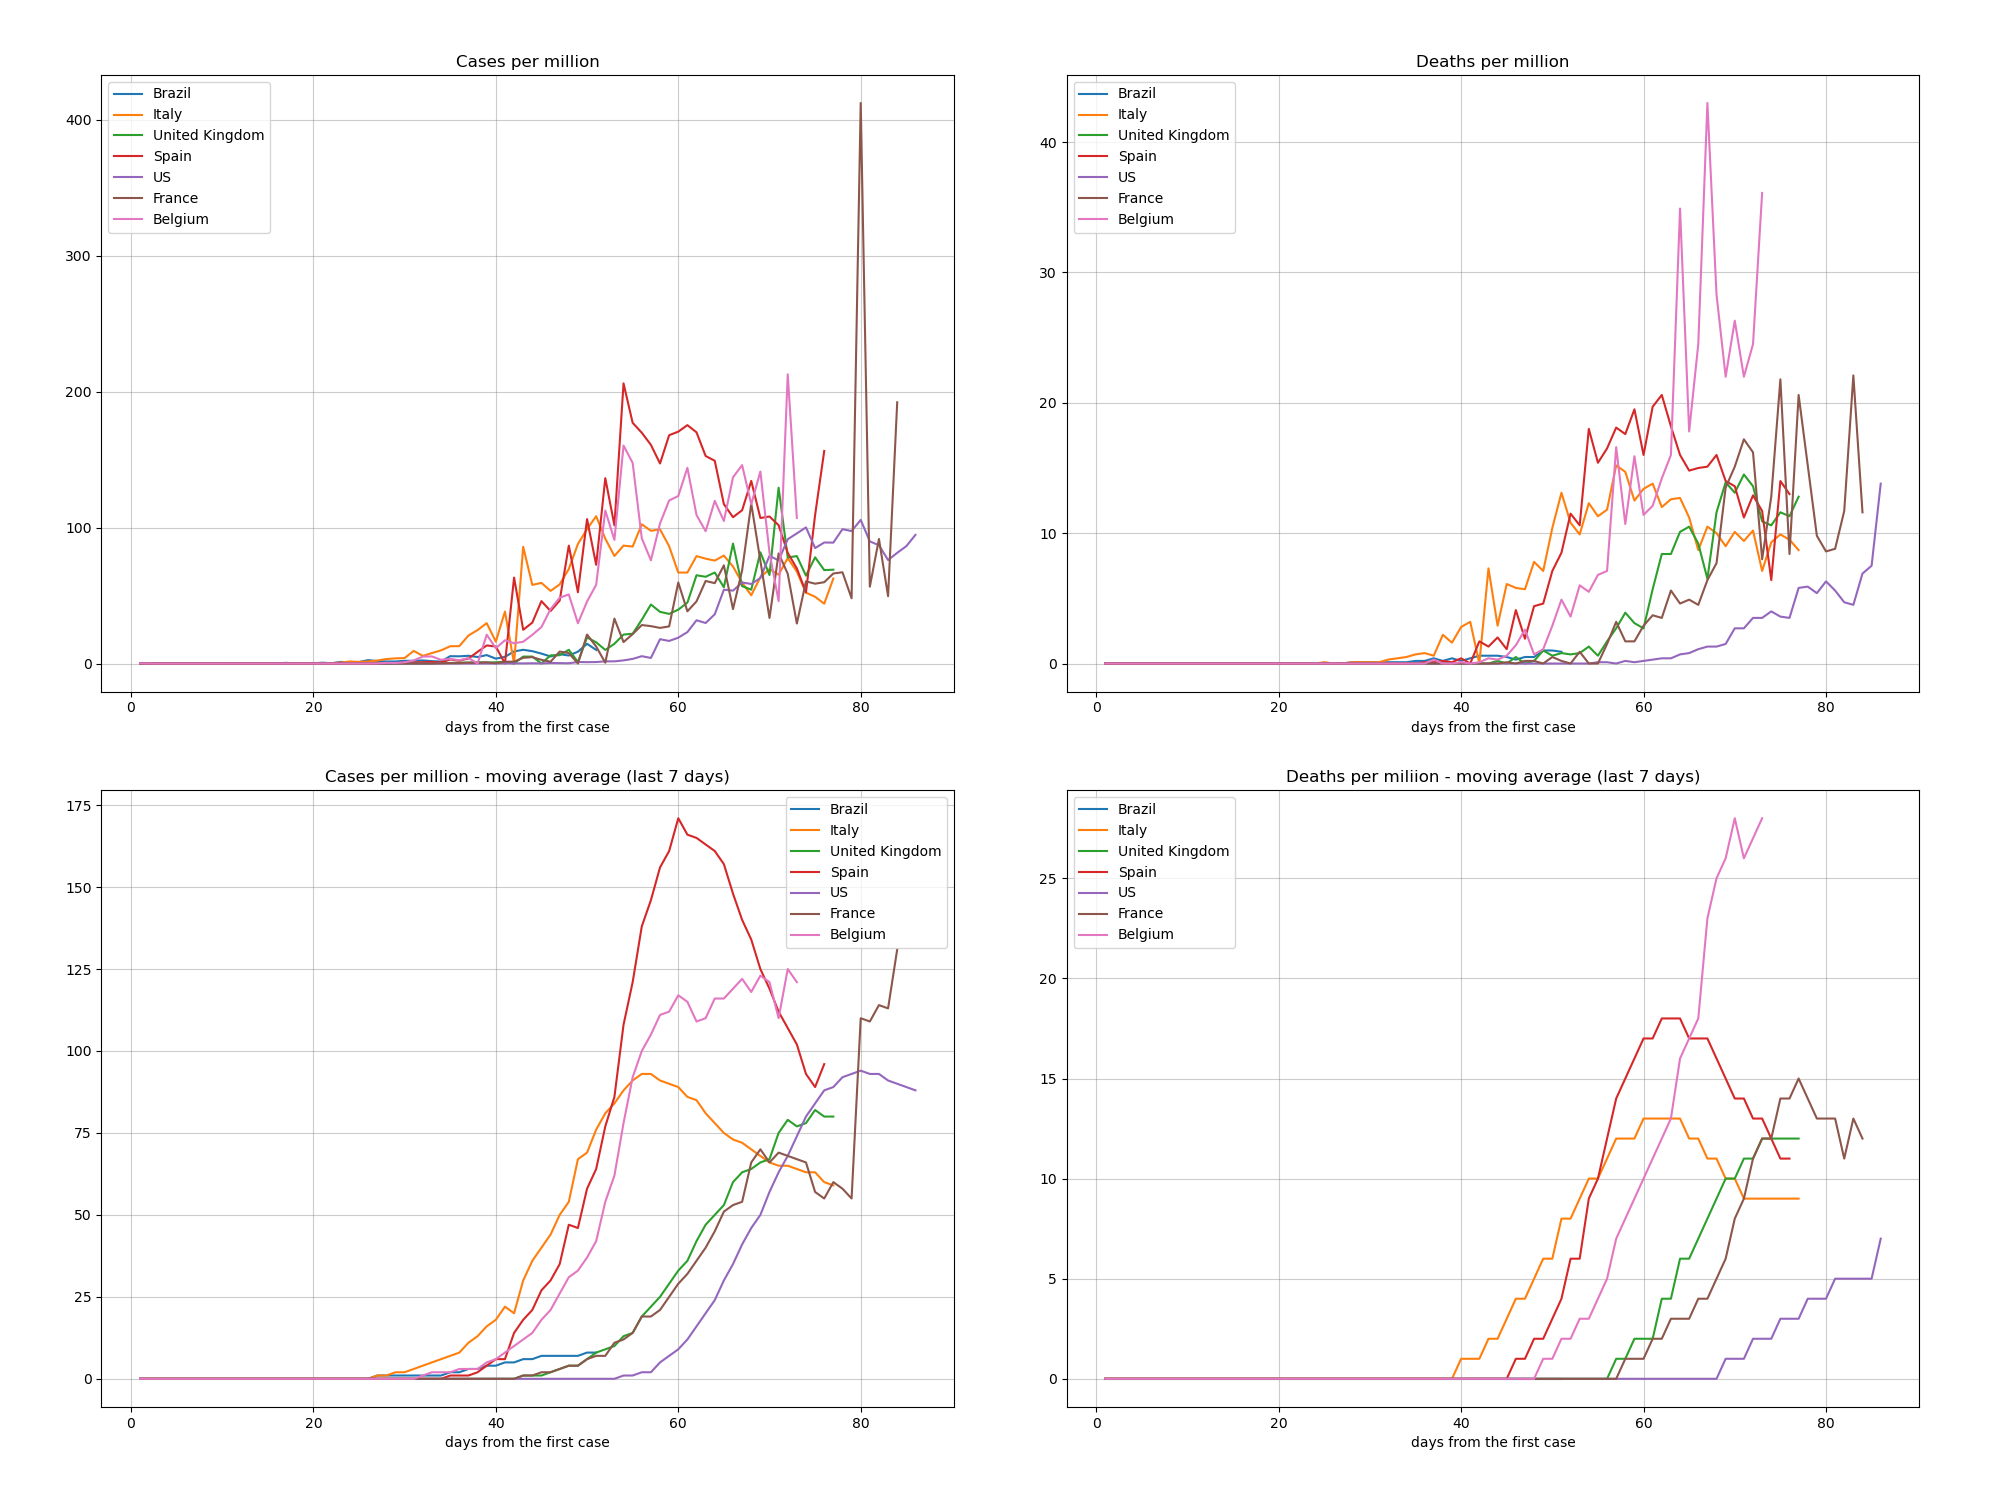 Cases per million
Brazil
Italy
United Kingdom
Spain
US
France
Belgium
400
300
200
100
0
0 20 40 60 80
days from the first case
Deaths per million
Brazil
Italy
United Kingdom
Spain
US
France
Belgium
40
30
20
10
0
0 20 40 60 80
days from the first case
Cases per million - moving average (last 7 days)
175
150
125
100
75
50
25
0
Brazil
Italy
United Kingdom
Spain
US
France
Belgium
0 20 40 60 80
days from the first case
Deaths per miliion - moving average (last 7 days)
Brazil
Italy
United Kingdom
Spain
US
France
Belgium
25
20
15
10
5
0
0 20 40 60 80
days from the first case